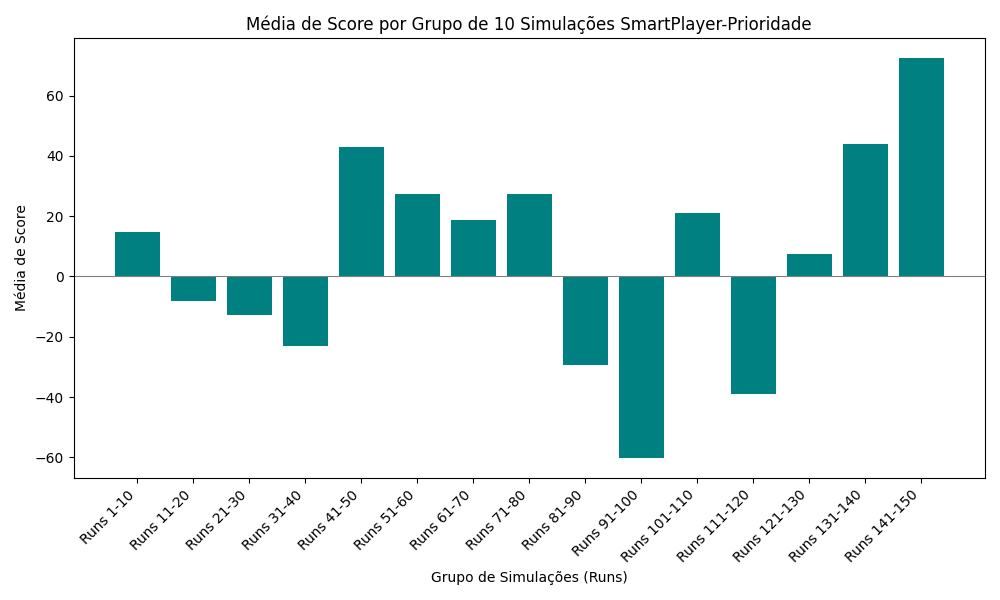 Média de Score por Grupo de 10 Simulações SmartPlayer-Prioridade
Média de Score
60
40
20
0
−20
−40
−60
Runs 1-10
Runs 11-20
Runs 21-30
Runs 31-40
Runs 41-50
Runs 51-60
Runs 61-70
Runs 71-80
Runs 81-90
Runs 91-100
Runs 101-110
Runs 111-120
Runs 121-130
Runs 131-140
Runs 141-150
Grupo de Simulações (Runs)